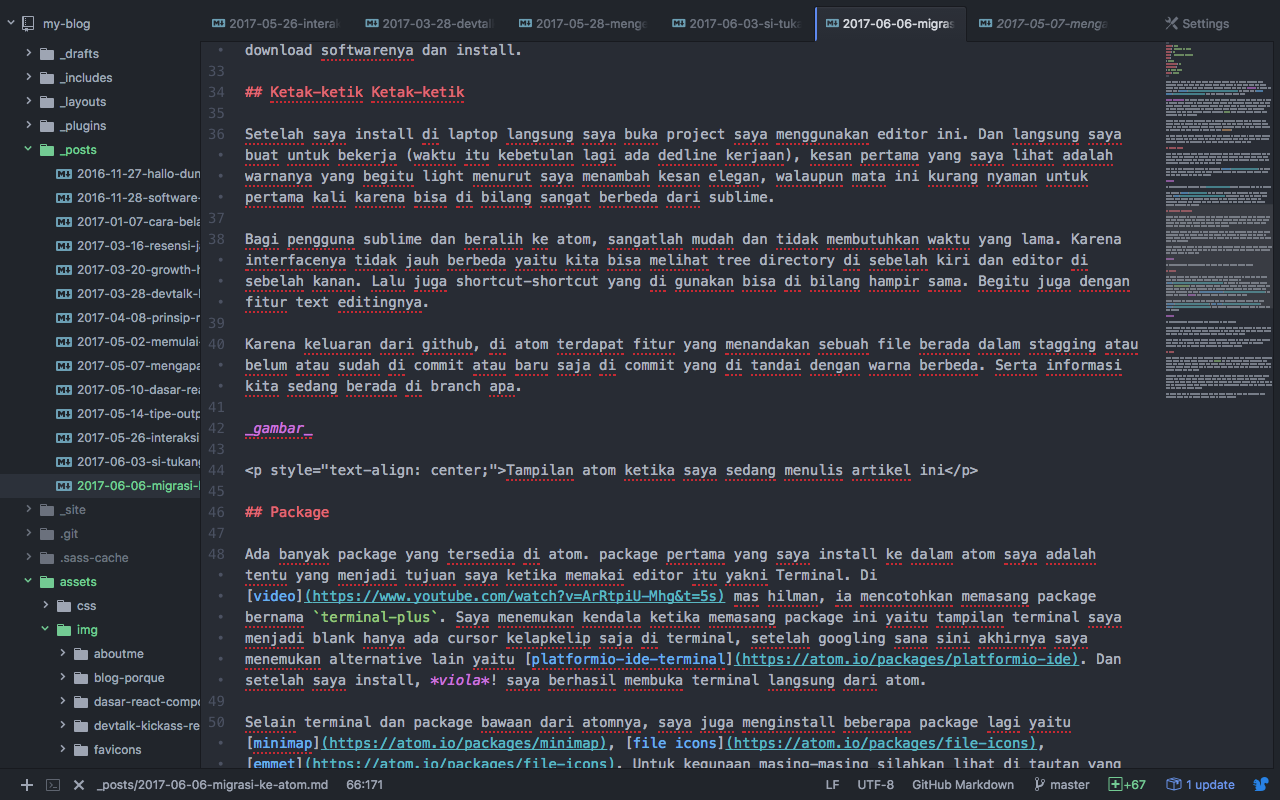 my-blog
2017-05-26-interak
2017-03-28-devtal
2017-05-28-menge
2017-06-03-si-tuka
2017-06-06-migras
2017-05-07-menga
Settings
_drafts
_includes
_layouts
_plugins
_posts
2016-11-27-hallo-dun
2016-11-28-software-
2017-01-07-cara-bela
2017-03-16-resensi-ja
2017-03-20-growth-h
2017-03-28-devtalk-
2017-04-08-prinsip-r
2017-05-02-memulai-
2017-05-07-mengapa
2017-05-10-dasar-rea
2017-05-14-tipe-outp
2017-05-26-interaksi
2017-06-03-si-tukang
2017-06-06-migrasi-
_site
.git
.sass-cache
assets
css
img
aboutme
blog-porque
dasar-react-compo
devtalk-kickass-re
favicons
download softwarenya dan install.
33
34 ## Ketak-ketik Ketak-ketik
35
36 Setelah saya install di laptop langsung saya buka project saya menggunakan editor ini. Dan langsung saya
buat untuk bekerja (waktu itu kebetulan lagi ada dedline kerjaan), kesan pertama yang saya lihat adalah
warnanya yang begitu light menurut saya menambah kesan elegan, walaupun mata ini kurang nyaman untuk
pertama kali karena bisa di bilang sangat berbeda dari sublime.
37
38 Bagi pengguna sublime dan beralih ke atom, sangatlah mudah dan tidak membutuhkan waktu yang lama. Karena
interfacenya tidak jauh berbeda yaitu kita bisa melihat tree directory di sebelah kiri dan editor di
sebelah kanan. Lalu juga shortcut-shortcut yang di gunakan bisa di bilang hampir sama. Begitu juga dengan
fitur text editingnya.
39
40 Karena keluaran dari github, di atom terdapat fitur yang menandakan sebuah file berada dalam stagging atau
belum atau sudah di commit atau baru saja di commit yang di tandai dengan warna berbeda. Serta informasi
kita sedang berada di branch apa.
41
42 _gambar_
43
44 <p style="text-align: center;">Tampilan atom ketika saya sedang menulis artikel ini</p>
45
46 ## Package
47
48 Ada banyak package yang tersedia di atom. package pertama yang saya install ke dalam atom saya adalah
tentu yang menjadi tujuan saya ketika memakai editor itu yakni Terminal. Di
[video](https://www.youtube.com/watch?v=ArRtpiU-Mhg&t=5s) mas hilman, ia mencotohkan memasang package
bernama `terminal-plus`. Saya menemukan kendala ketika memasang package ini yaitu tampilan terminal saya
menjadi blank hanya ada cursor kelapkelip saja di terminal, setelah googling sana sini akhirnya saya
menemukan alternative lain yaitu [platformio-ide-terminal](https://atom.io/packages/platformio-ide). Dan
setelah saya install, *viola*! saya berhasil membuka terminal langsung dari atom.
49
50 Selain terminal dan package bawaan dari atomnya, saya juga menginstall beberapa package lagi yaitu
[minimap](https://atom.io/packages/minimap), [file icons](https://atom.io/packages/file-icons),
[emmet](https://atom.io/packages/file-icons). Untuk kegunaan masing-masing silahkan lihat di tautan yang
_posts/2017-06-06-migrasi-ke-atom.md 66:171
LF UTF-8 GitHub Markdown master +67 1 update